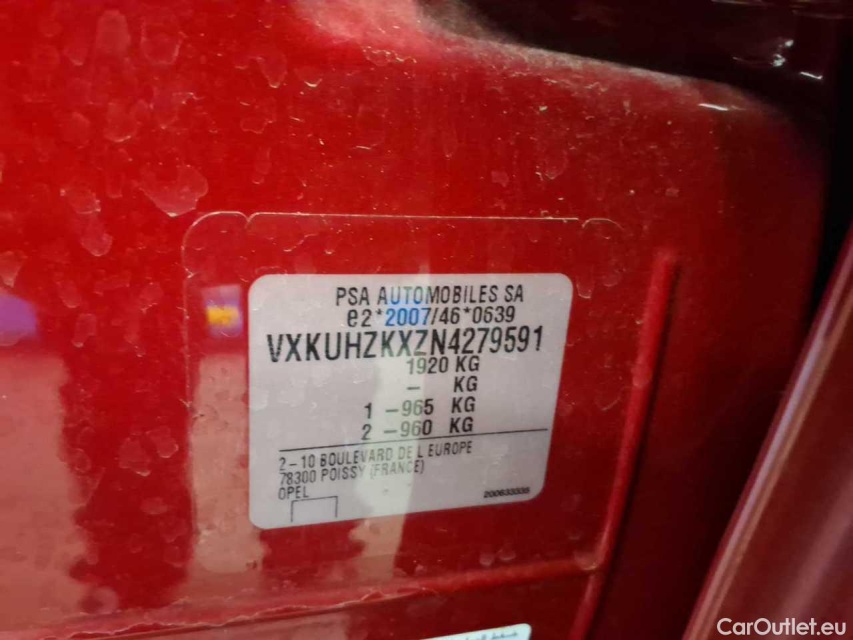 PSA AUTOMOBILES SA
e2*2007/46*0639
VXKUHZKXZN4279591
1920 KG
- KG
1 -965 KG
2 -960 KG
2-10 BOULEVARD DE L EUROPE
78300 POISSY (FRANCE)
OPEL
CarOutlet.eu